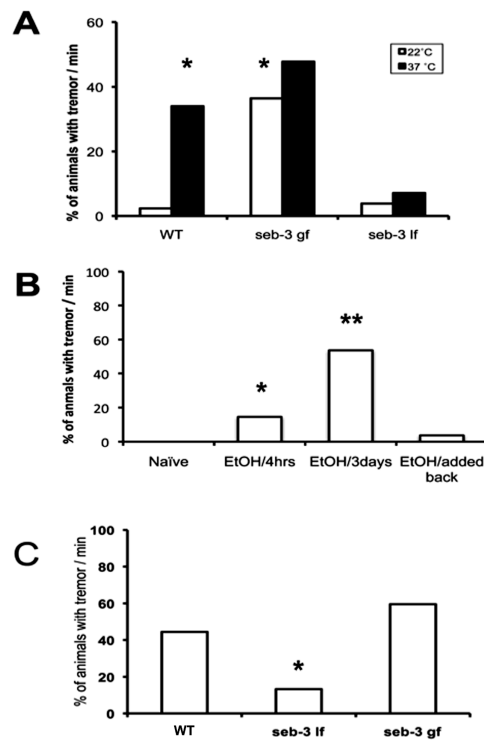 A
% of animals with tremor / min
60
40
20
0
22°C
37 °C
*
*
WT
seb-3 gf
seb-3 lf
B
% of anmals with tremor / min
100
80
60
40
20
0
*
**
Naïve
EtOH/4hrs
EtOH/3days
EtOH/added
back
C
% of animals with tremor / min
100
80
60
40
20
0
*
WT
seb-3 lf
seb-3 gf